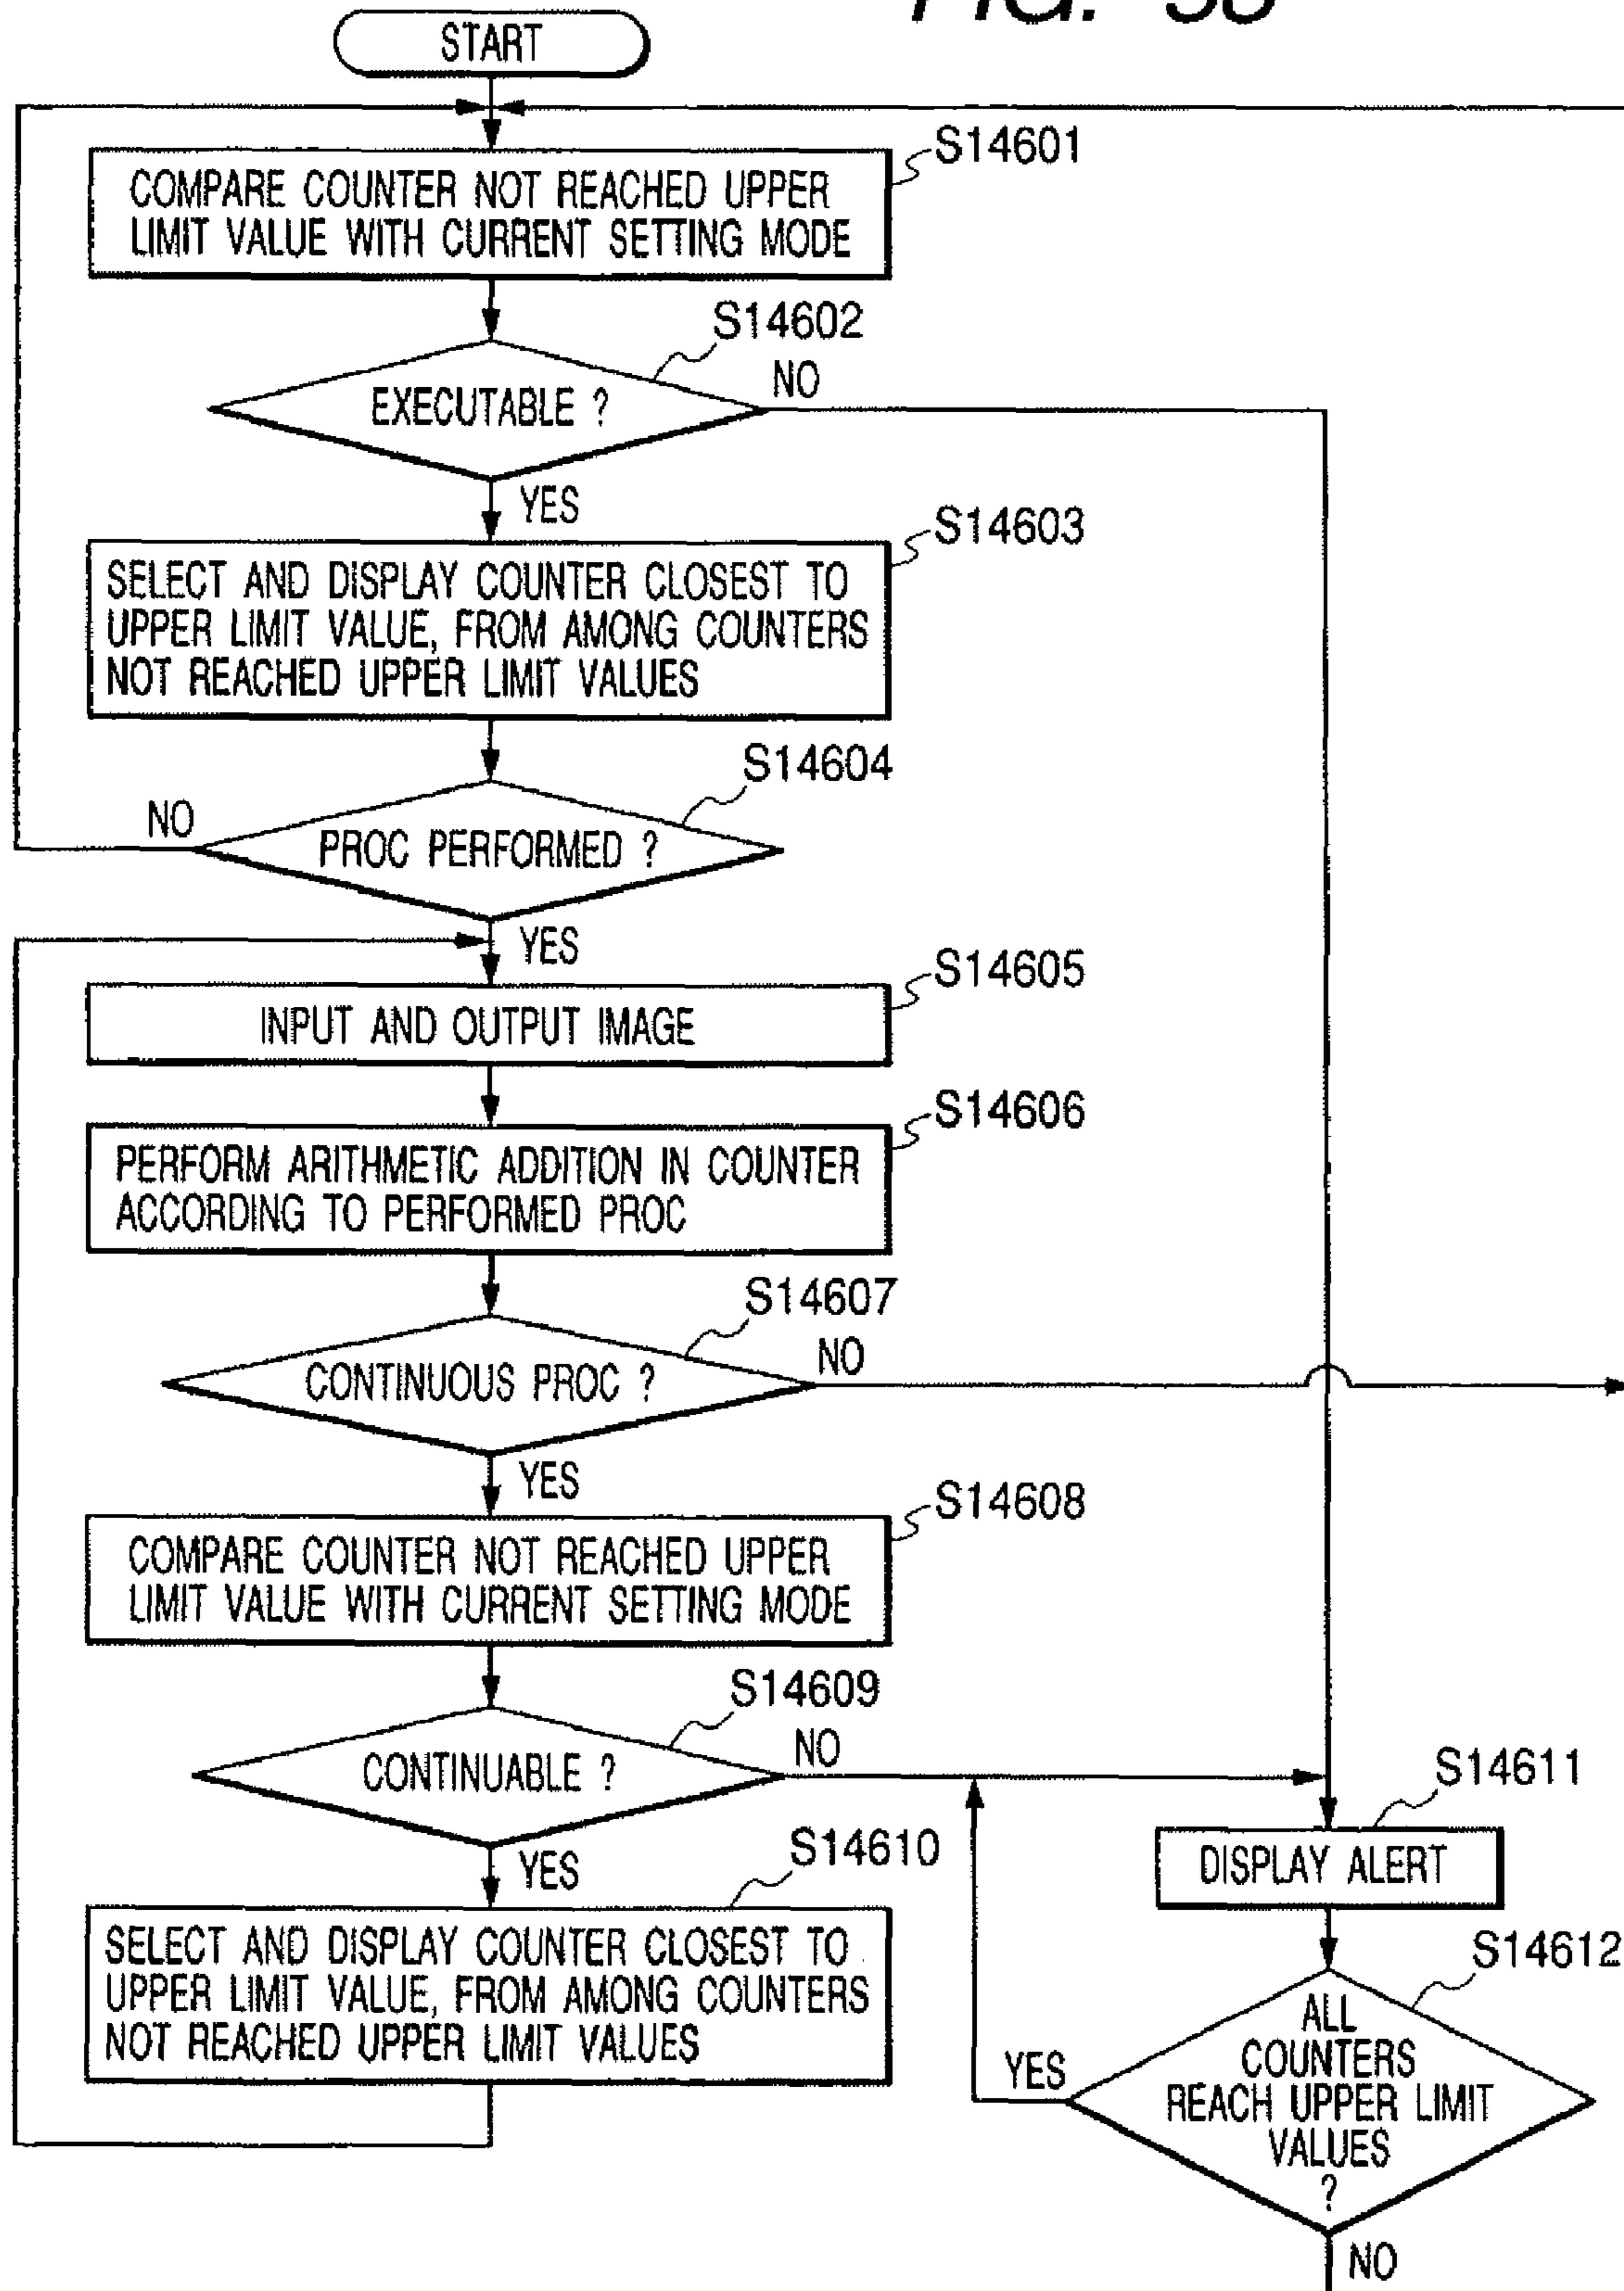 FIG.
START
S14601
COMPARE COUNTER NOT REACHED UPPER
LIMIT VALUE WITH CURRENT SETTING MODE
S14602
EXECUTABLE ?
NO
YES
S14603
SELECT AND DISPLAY COUNTER CLOSEST TO
UPPER LIMIT VALUE, FROM AMONG COUNTERS
NOT REACHED UPPER LIMIT VALUES
S14604
NO
PROC PERFORMED ?
YES
S14605
INPUT AND OUTPUT IMAGE
S14606
PERFORM ARITHMETIC ADDITION IN COUNTER
ACCORDING TO PERFORMED PROC
S14607
CONTINUOUS PROC ?
NO
YES
S14608
COMPARE COUNTER NOT REACHED UPPER
LIMIT VALUE WITH CURRENT SETTING MODE
S14609
CONTINUABLE ?
NO
YES
S14610
SELECT AND DISPLAY COUNTER CLOSEST TO
UPPER LIMIT VALUE, FROM AMONG COUNTERS
NOT REACHED UPPER LIMIT VALUES
S14611
DISPLAY ALERT
S14612
ALL
COUNTERS
REACH UPPER LIMIT
VALUES
?
YES
NO